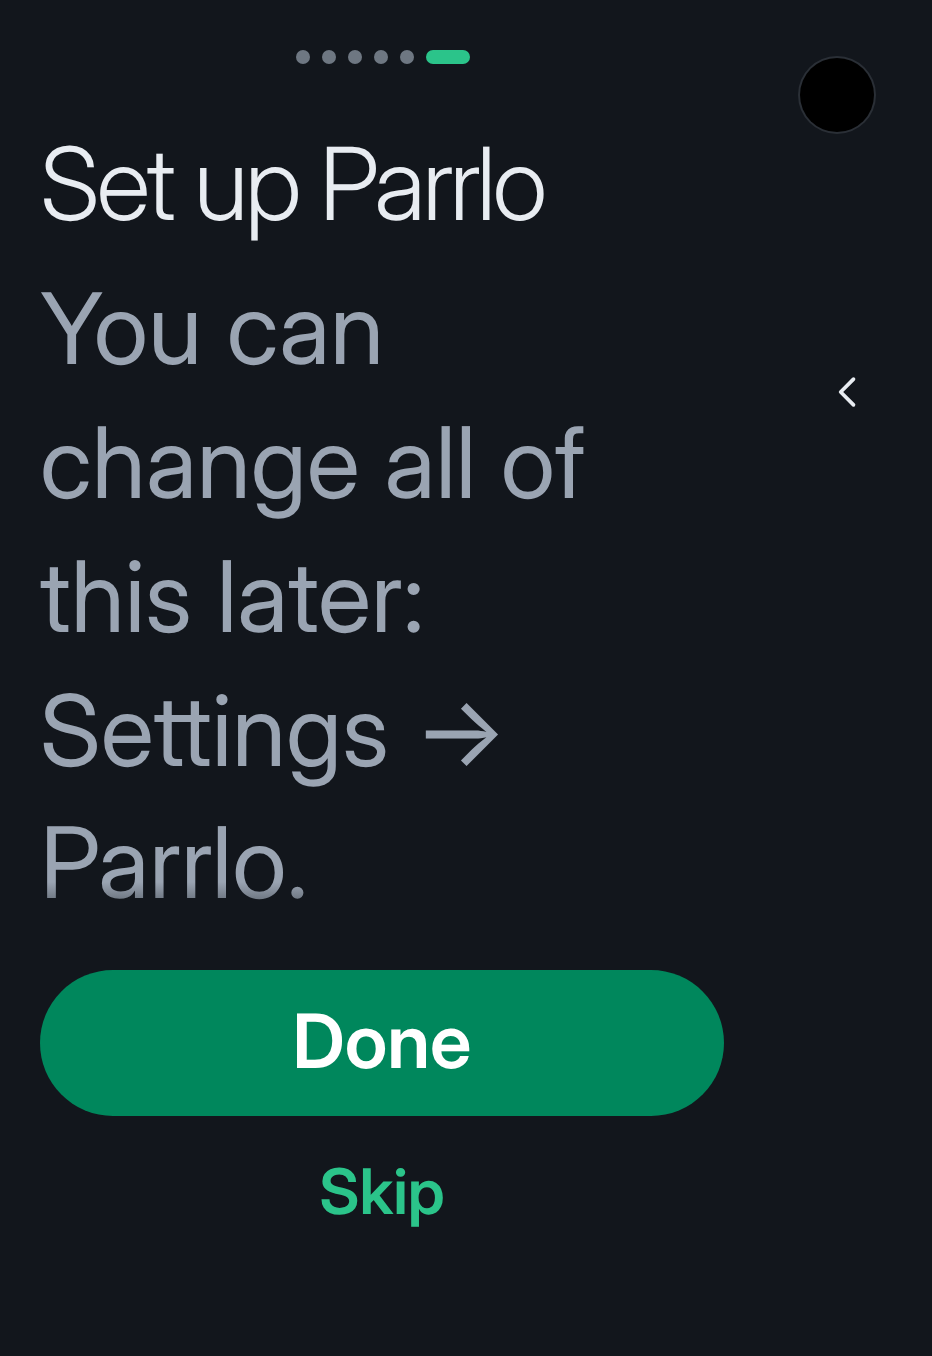 Set up Parrlo
You can
change all of
this later:
Settings →
Parrlo.
Done
Skip